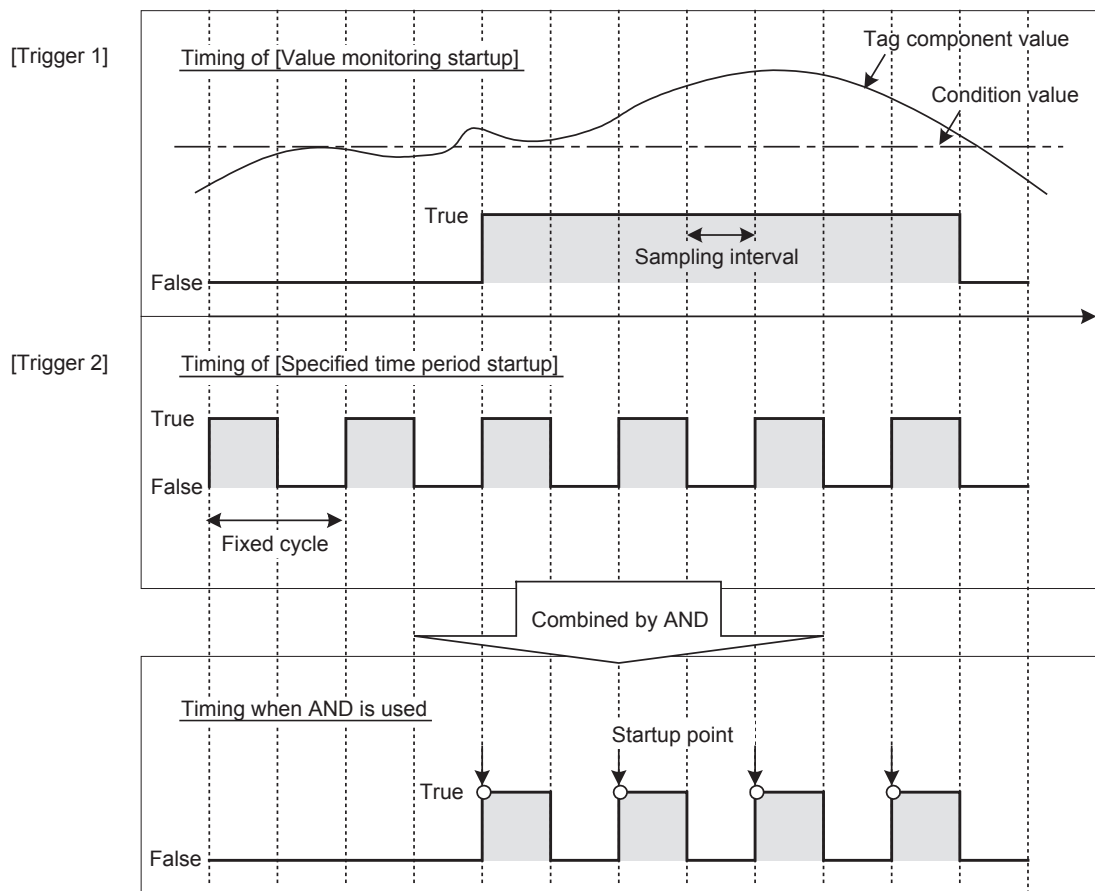 [Trigger 1]
Timing of [Value monitoring startup]
Tag component value
Condition value
True
Sampling interval
False
[Trigger 2]
Timing of [Specified time period startup]
True
False
Fixed cycle
Combined by AND
Timing when AND is used
Startup point
True
False